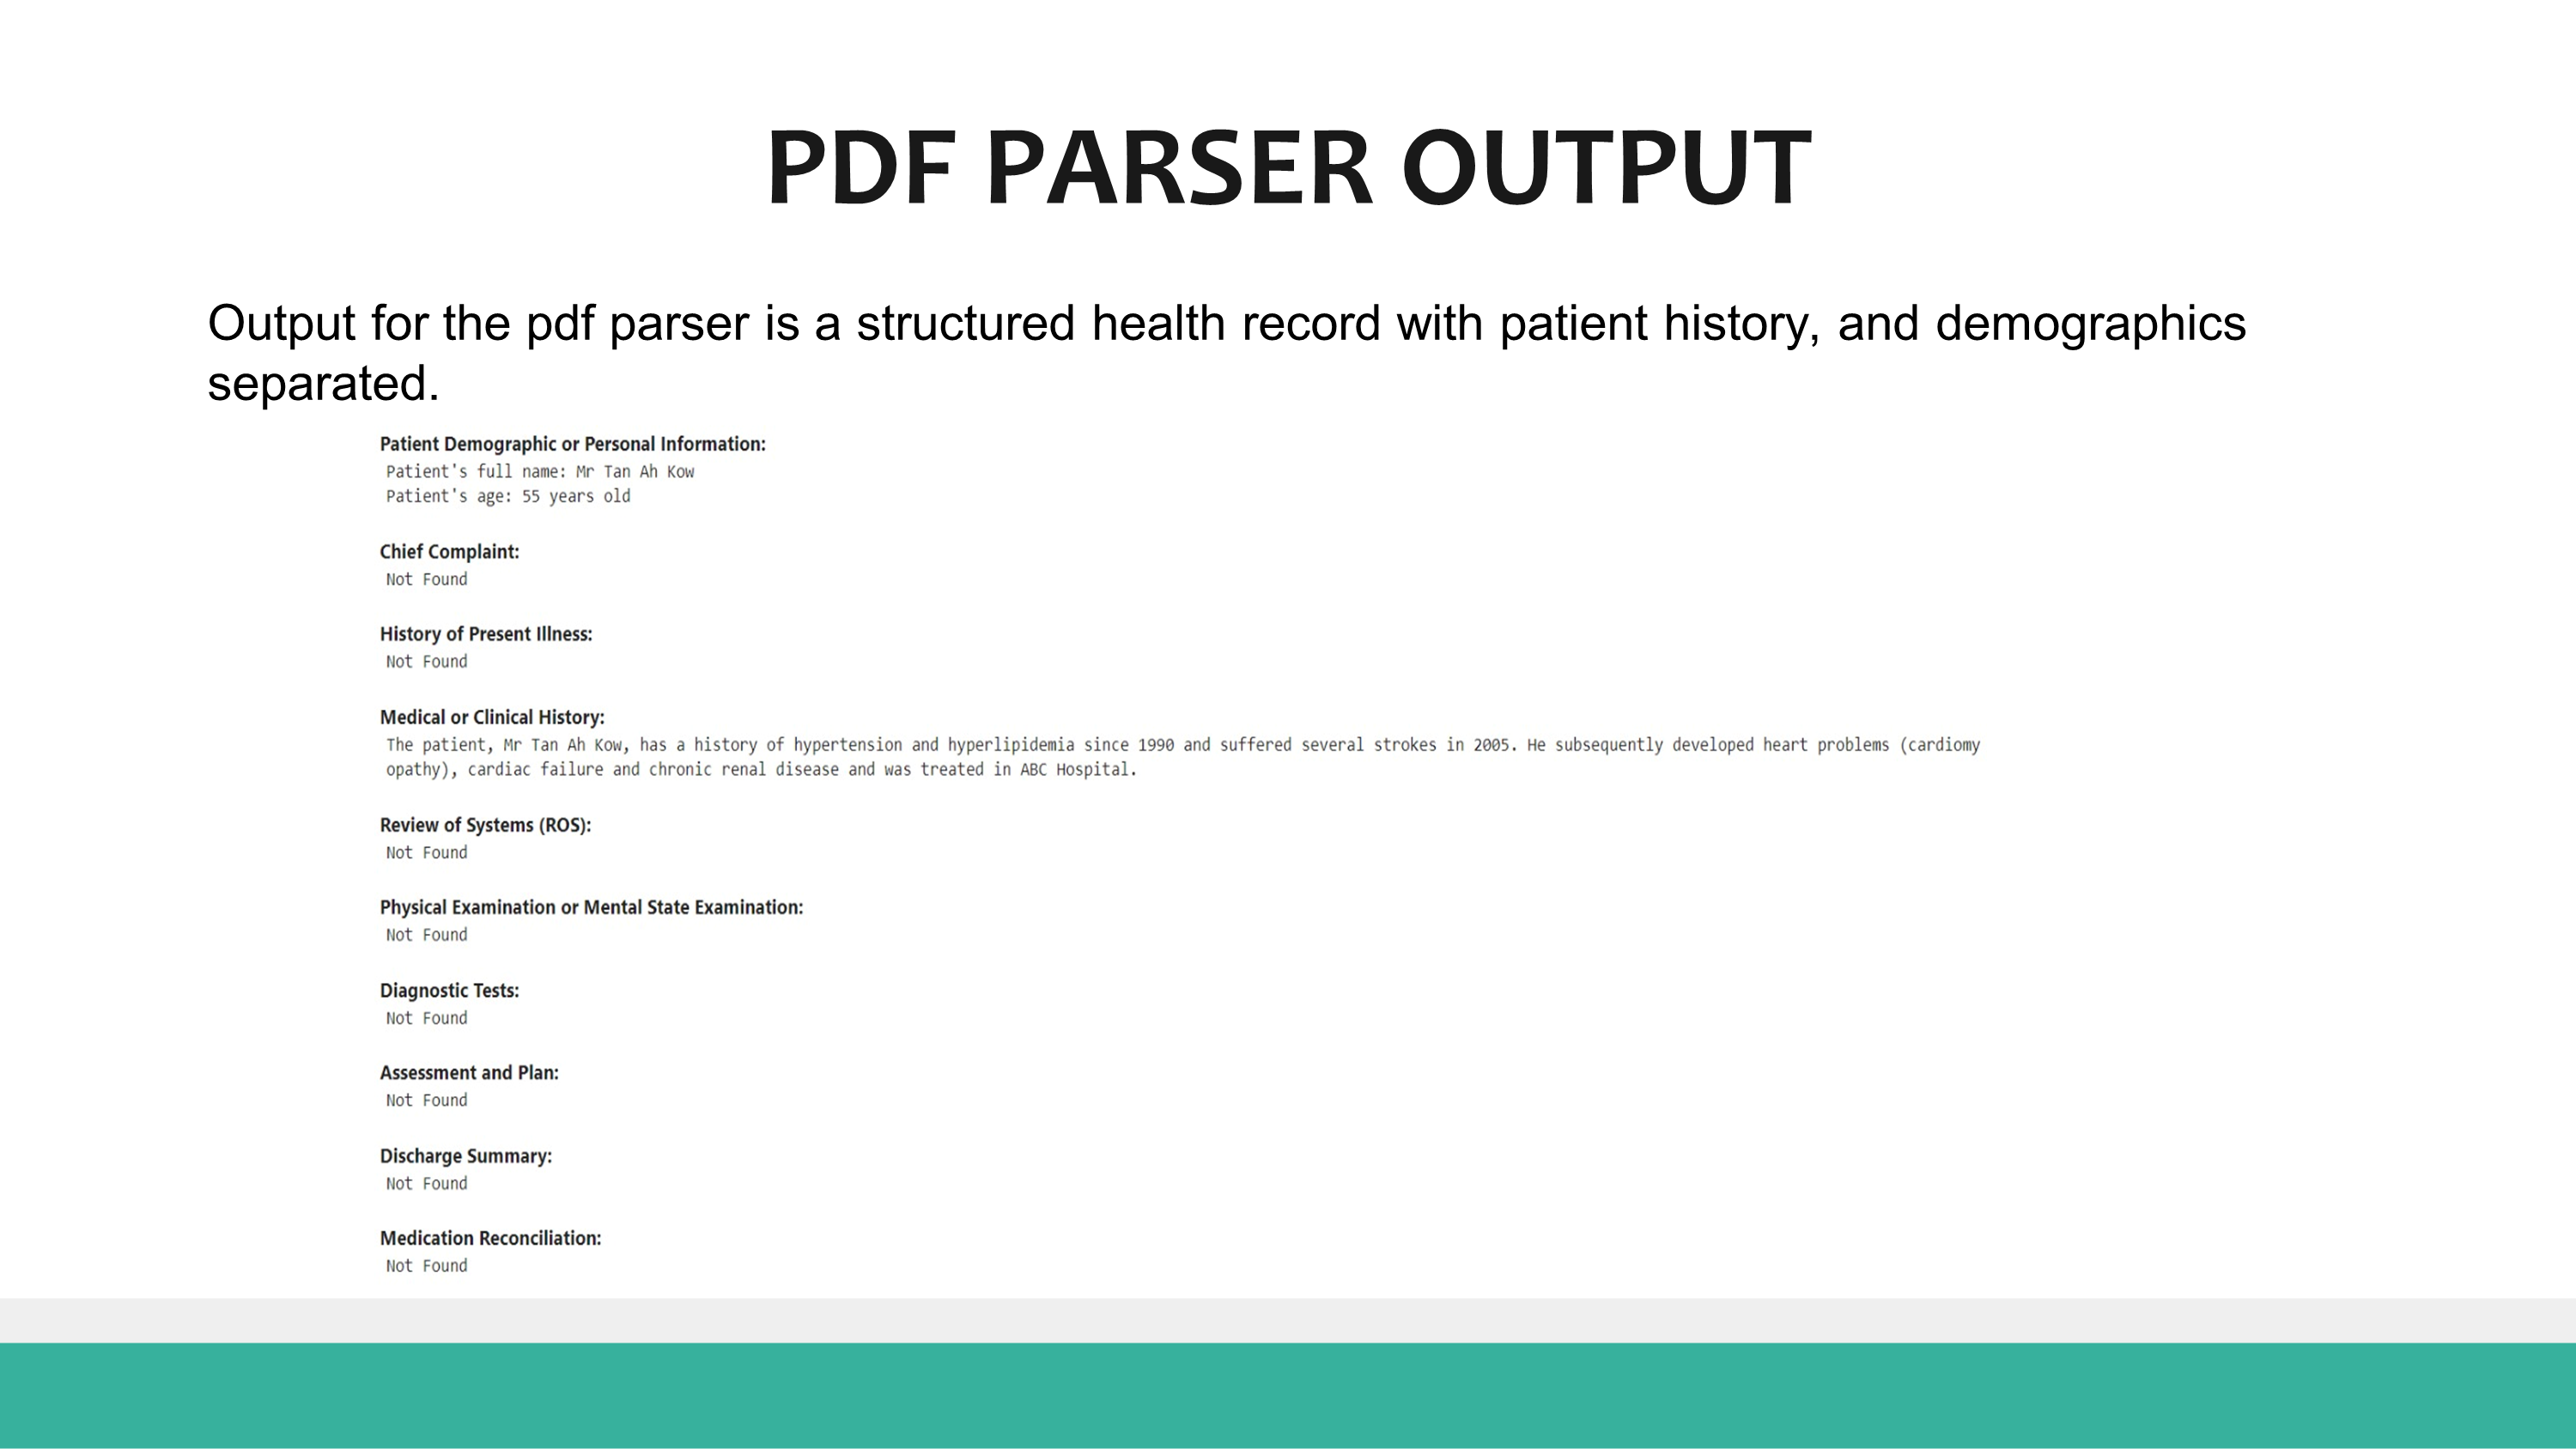 PDF PARSER OUTPUT
Output for the pdf parser is a structured health record with patient history, and demographics
separated.
Patient Demographic or Personal Information:
Patient's full name: Mr Tan Ah Kow
Patient's age: 55 years old
Chief Complaint:
Not Found
History of Present Illness:
Not Found
Medical or Clinical History:
The patient, Mr Tan Ah Kow, has a history of hypertension and hyperlipidemia since 1990 and suffered several strokes in 2005. He subsequently developed heart problems (cardiomy
opathy), cardiac failure and chronic renal disease and was treated in ABC Hospital.
Review of Systems (ROS):
Not Found
Physical Examination or Mental State Examination:
Not Found
Diagnostic Tests:
Not Found
Assessment and Plan:
Not Found
Discharge Summary:
Not Found
Medication Reconciliation:
Not Found